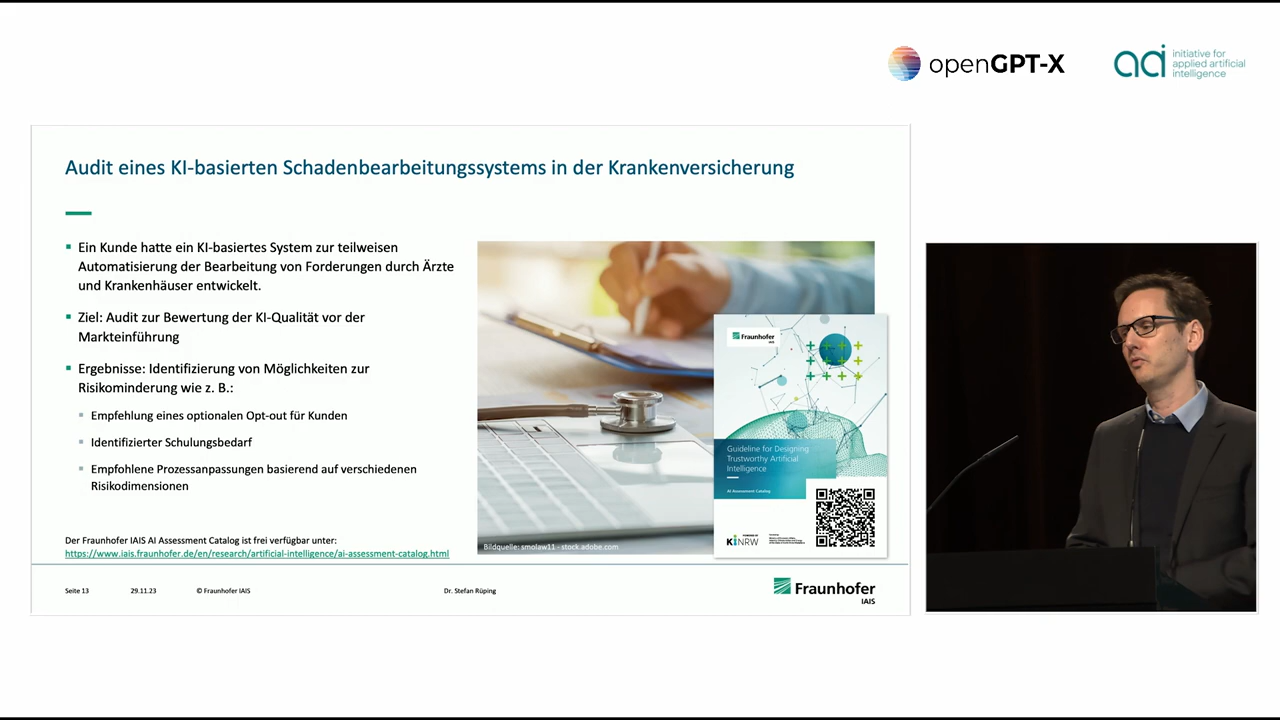 openGPT-X
aai
initiative for
applied artificial
intelligence
Audit eines KI-basierten Schadenbearbeitungssystems in der Krankenversicherung
Ein Kunde hatte ein KI-basiertes System zur teilweisen
Automatisierung der Bearbeitung von Forderungen durch Ärzte
und Krankenhäuser entwickelt.
Ziel: Audit zur Bewertung der KI-Qualität vor der
Markteinführung
Ergebnisse: Identifizierung von Möglichkeiten zur
Risikominderung wie z. B.:
Empfehlung eines optionalen Opt-out für Kunden
Identifizierter Schulungsbedarf
Empfohlene Prozessanpassungen basierend auf verschiedenen
Risikodimensionen
Der Fraunhofer IAIS AI Assessment Catalog ist frei verfügbar unter:
https://www.iais.fraunhofer.de/en/research/artificial-intelligence/ai-assessment-catalog.html
Fraunhofer
IAIS
Guideline for Designing
Trustworthy Artificial
Intelligence
AI Assessment Catalog
KI.NRW
Bildquelle: smolaw11 - stock.adobe.com
Seite 13
29.11.23
© Fraunhofer IAIS
Dr. Stefan Rüping
Fraunhofer
IAIS